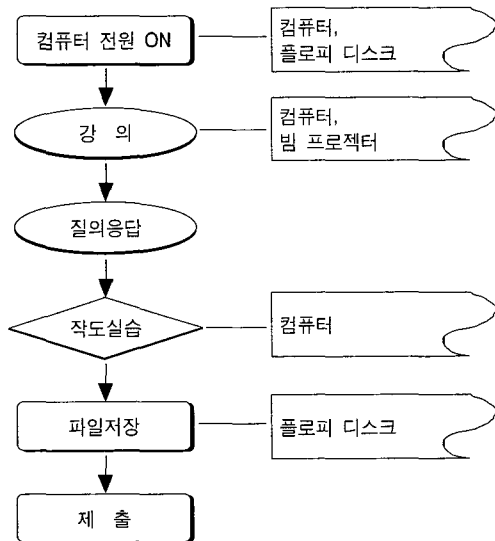 컴퓨터 전원 ON
컴퓨터,
플로피 디스크
강 의
컴퓨터,
빔 프로젝터
질의응답
작도실습
컴퓨터
파일저장
플로피 디스크
제 출